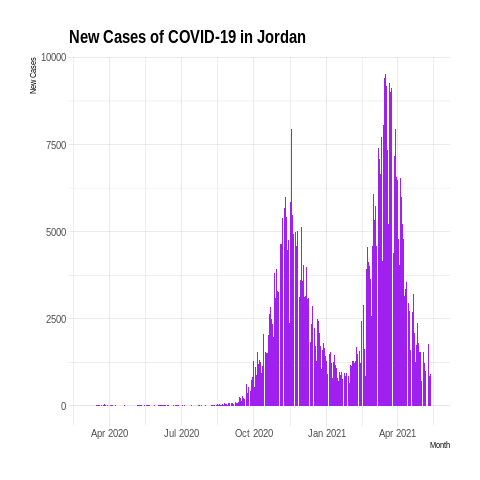 New Cases of COVID-19 in Jordan
New Cases
10000
7500
5000
2500
0
Apr 2020 Jul 2020 Oct 2020 Jan 2021 Apr 2021
Month